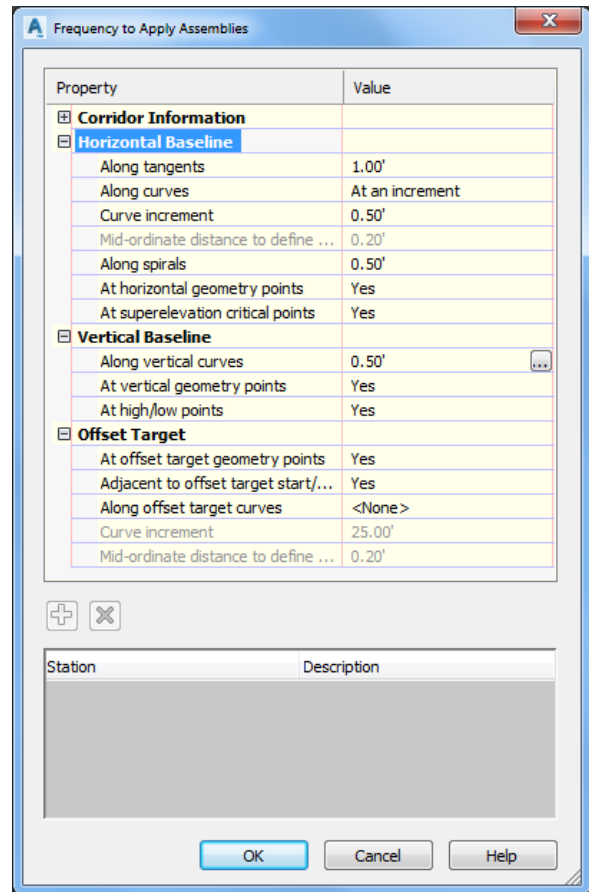 Frequency to Apply Assemblies
Property Value
Corridor Information
Horizontal Baseline
Along tangents 1.00'
Along curves At an increment
Curve increment 0.50'
Mid-ordinate distance to define ... 0.20'
Along spirals 0.50'
At horizontal geometry points Yes
At superelevation critical points Yes
Vertical Baseline
Along vertical curves 0.50' ...
At vertical geometry points Yes
At high/low points Yes
Offset Target
At offset target geometry points Yes
Adjacent to offset target start/... Yes
Along offset target curves <None>
Curve increment 25.00'
Mid-ordinate distance to define ... 0.20'
Station Description
OK Cancel Help